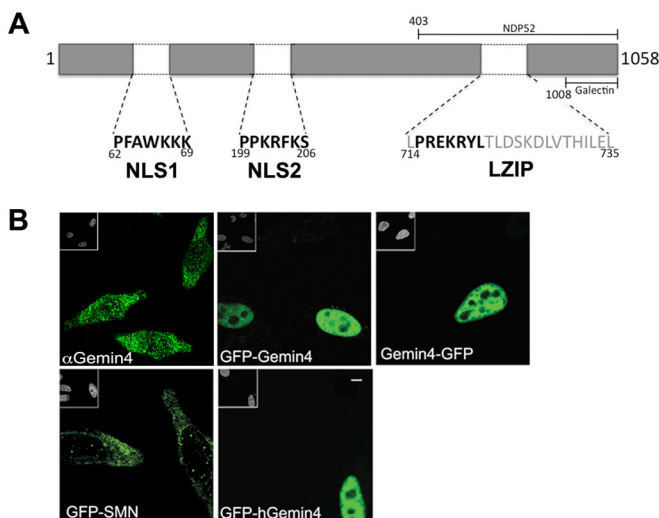 A
403
NDP52
1
1058
1008
Galectin
PFAWKKK
PPKRFKS
LPREKRYLTLDSKDLVTHILEL
62
69
199
206
714
735
NLS1
NLS2
LZIP
B
αGemin4
GFP-Gemin4
Gemin4-GFP
GFP-SMN
GFP-hGemin4